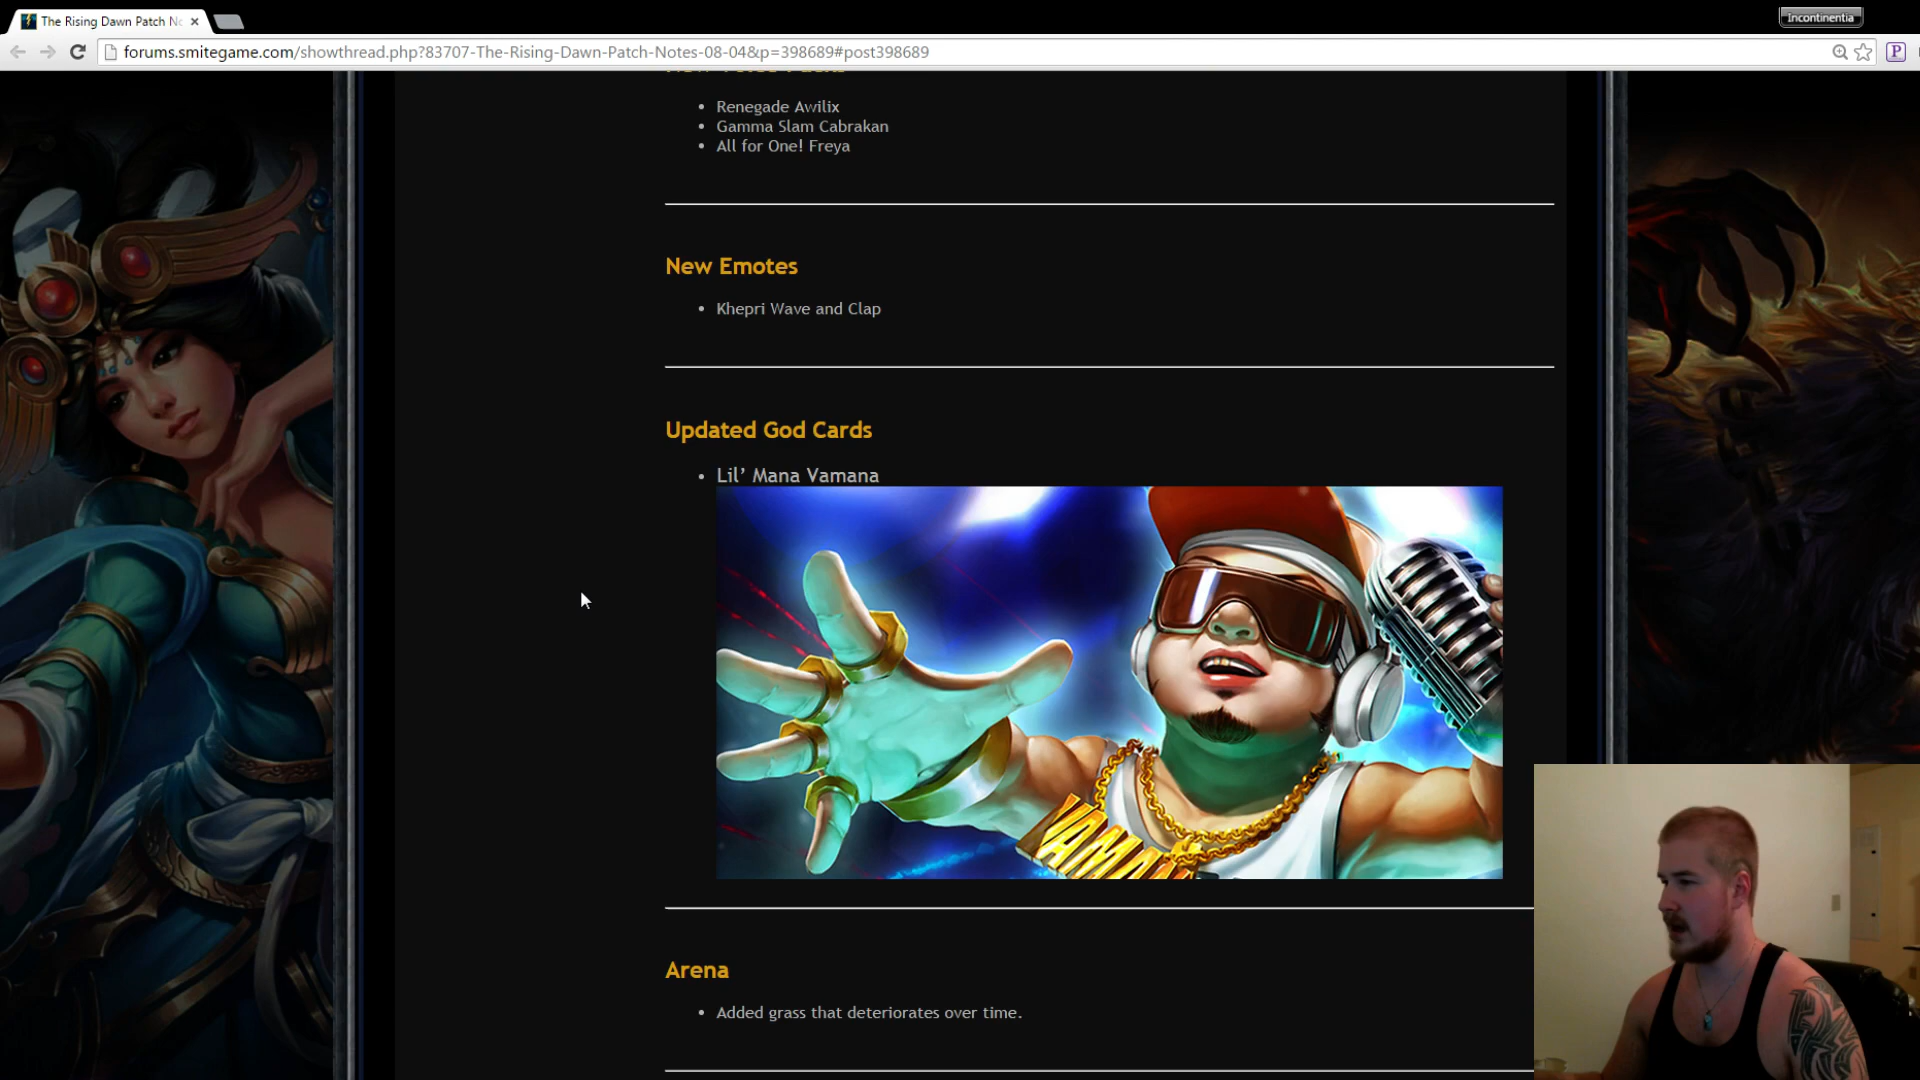 The Rising Dawn Patch No
Incontinentia
forums.smitegame.com/showthread.php?83707-The-Rising-Dawn-Patch-Notes-08-04&p=398689#post398689
P
• Renegade Awilix
• Gamma Slam Cabrakan
• All for One! Freya
New Emotes
• Khepri Wave and Clap
Updated God Cards
• Lil’ Mana Vamana
VAMA
Arena
• Added grass that deteriorates over time.